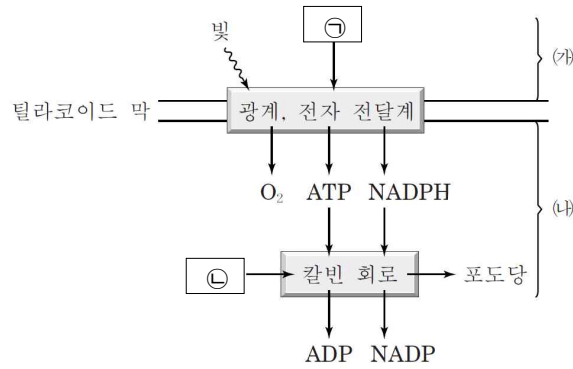 빛
㉠
㈎
틸라코이드 막
광계, 전자 전달계
O₂ ATP NADPH
㈏
㉡
칼빈 회로
포도당
ADP NADP